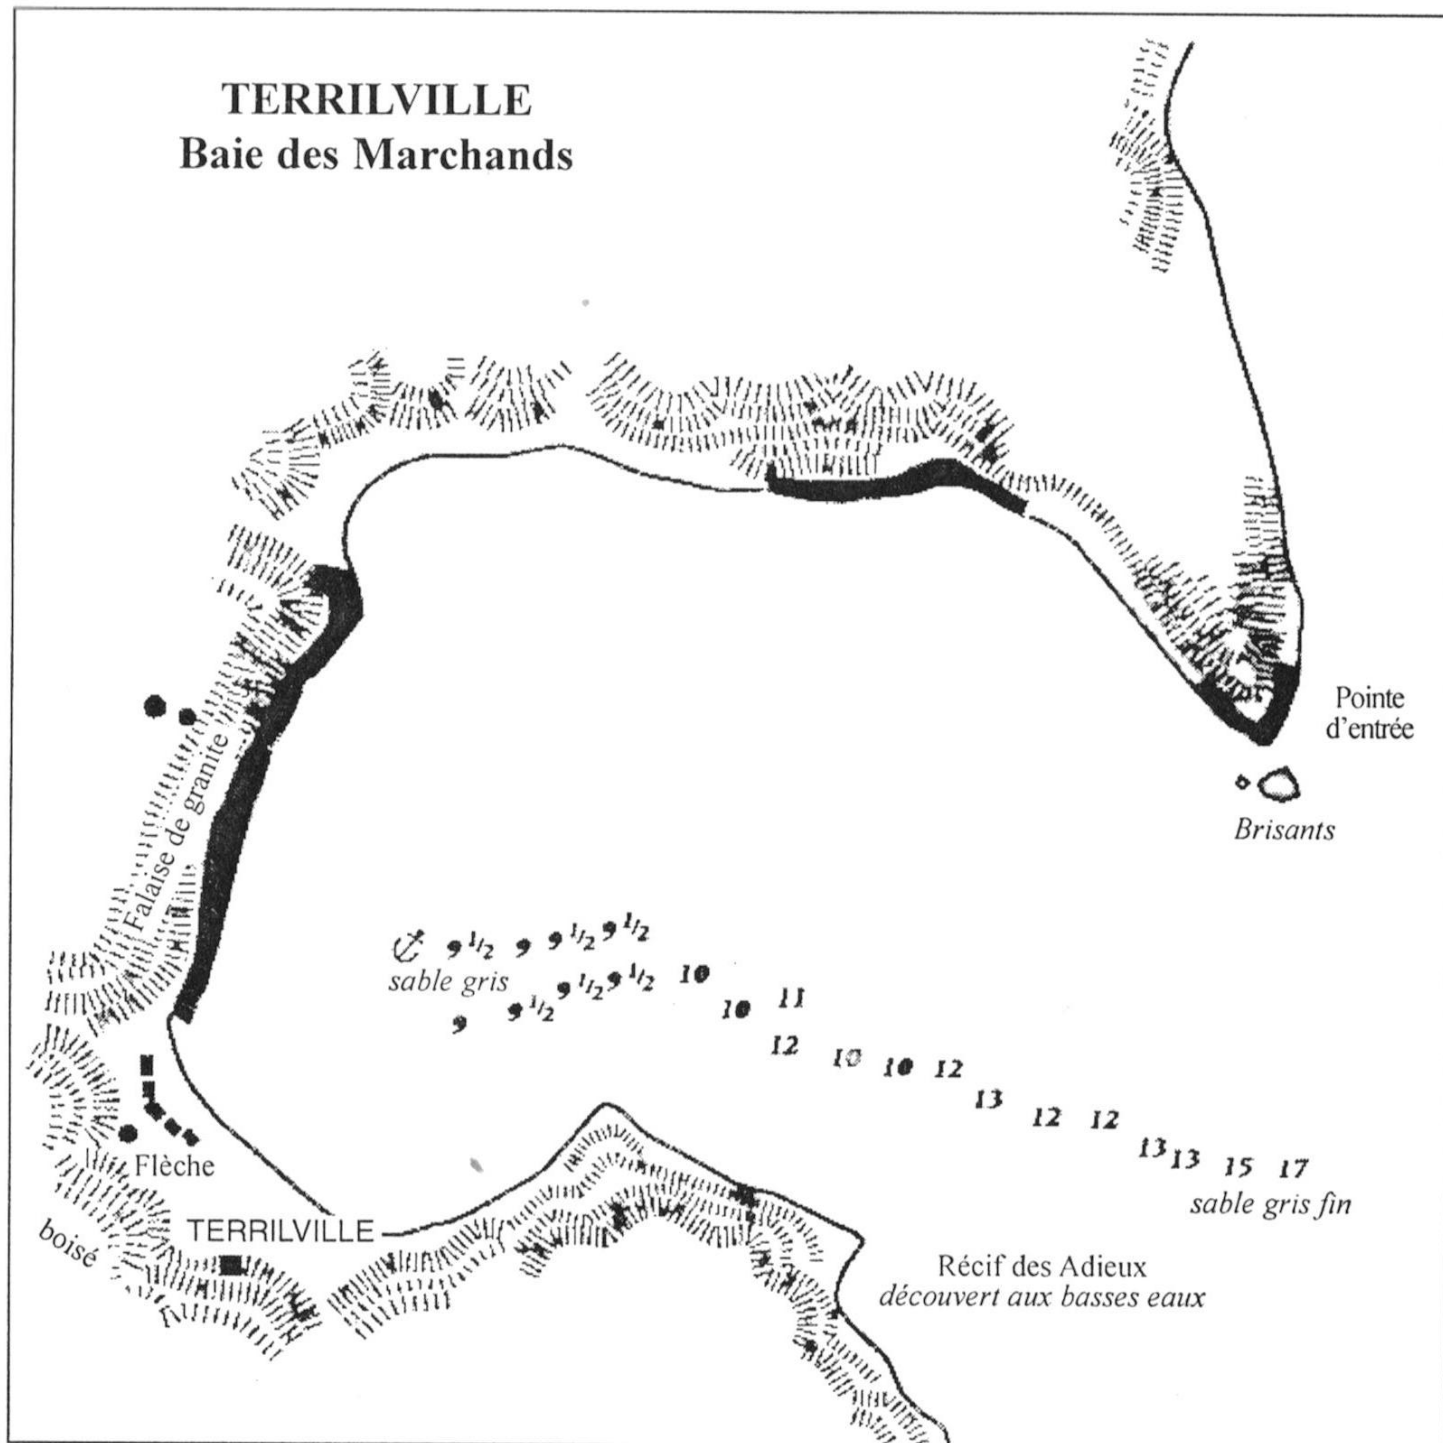 TERRILVILLE
Baie des Marchands
Pointe
d'entrée
Brisants
Falaise de granite
9 1/2 9 9 1/2 9 1/2
sable gris
9 9 1/2 9 1/2 9 1/2 10
10 11
12 10 10 12
13 12 12
13 13 15 17
sable gris fin
Flèche
TERRILVILLE
boisé
Récif des Adieux
découvert aux basses eaux